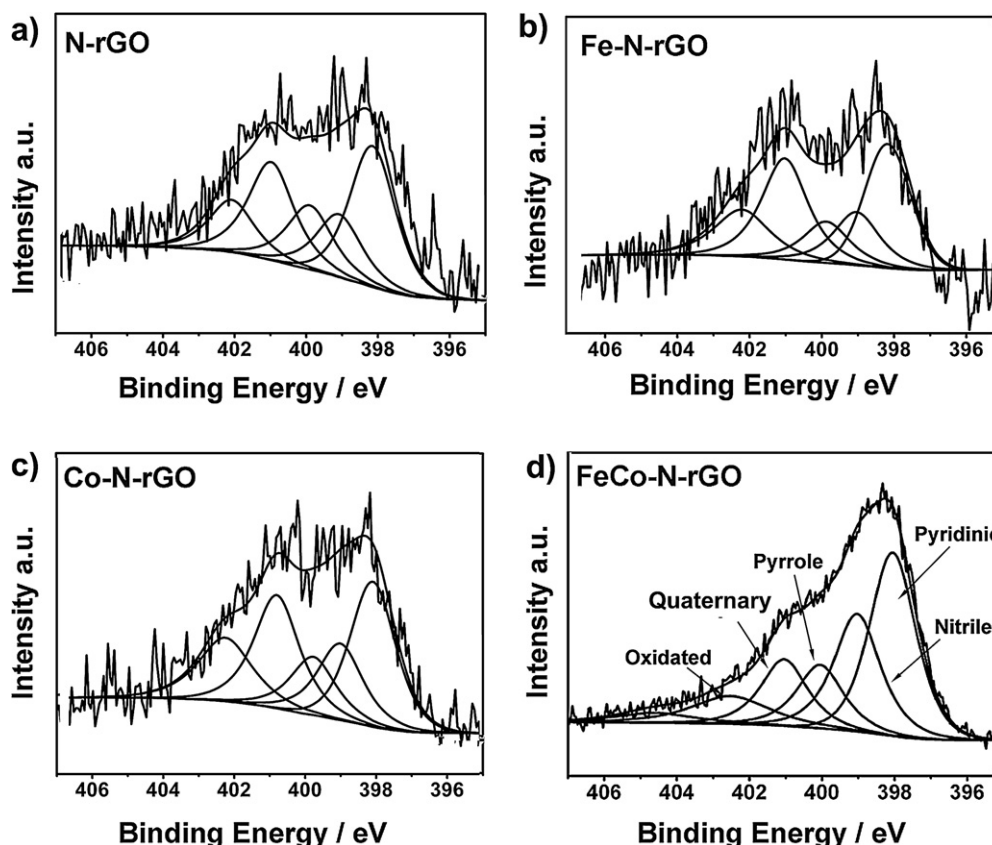 a)
N-rGO
Intensity a.u.
406 404 402 400 398 396
Binding Energy / eV
b)
Fe-N-rGO
Intensity a.u.
406 404 402 400 398 396
Binding Energy / eV
c)
Co-N-rGO
Intensity a.u.
406 404 402 400 398 396
Binding Energy / eV
d)
FeCo-N-rGO
Intensity a.u.
Pyridinic
Pyrrole
Quaternary
Nitrile
Oxidated
406 404 402 400 398 396
Binding Energy / eV